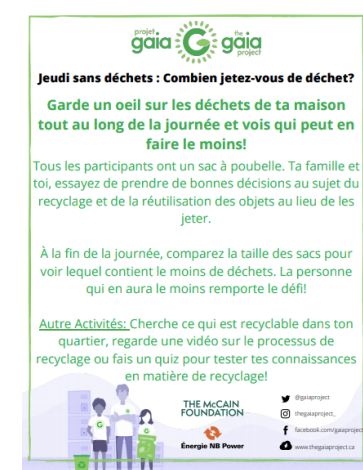 projet
gaia
G
the
gaia
project
Jeudi sans déchets : Combien jetez-vous de déchet?
Garde un oeil sur les déchets de ta maison
tout au long de la journée et vois qui peut en
faire le moins!
Tous les participants ont un sac à poubelle. Ta famille et
toi, essayez de prendre de bonnes décisions au sujet du
recyclage et de la réutilisation des objets au lieu de les
jeter.
À la fin de la journée, comparez la taille des sacs pour
voir lequel contient le moins de déchets. La personne
qui en aura le moins remporte le défi!
Autre Activités: Cherche ce qui est recyclable dans ton
quartier, regarde une vidéo sur le processus de
recyclage ou fais un quiz pour tester tes connaissances
en matière de recyclage!
THE McCAIN
FOUNDATION
Énergie NB Power
@gaiaproject
thegaiaproject_
facebook.com/gaiaproject
www.thegaiaproject.ca